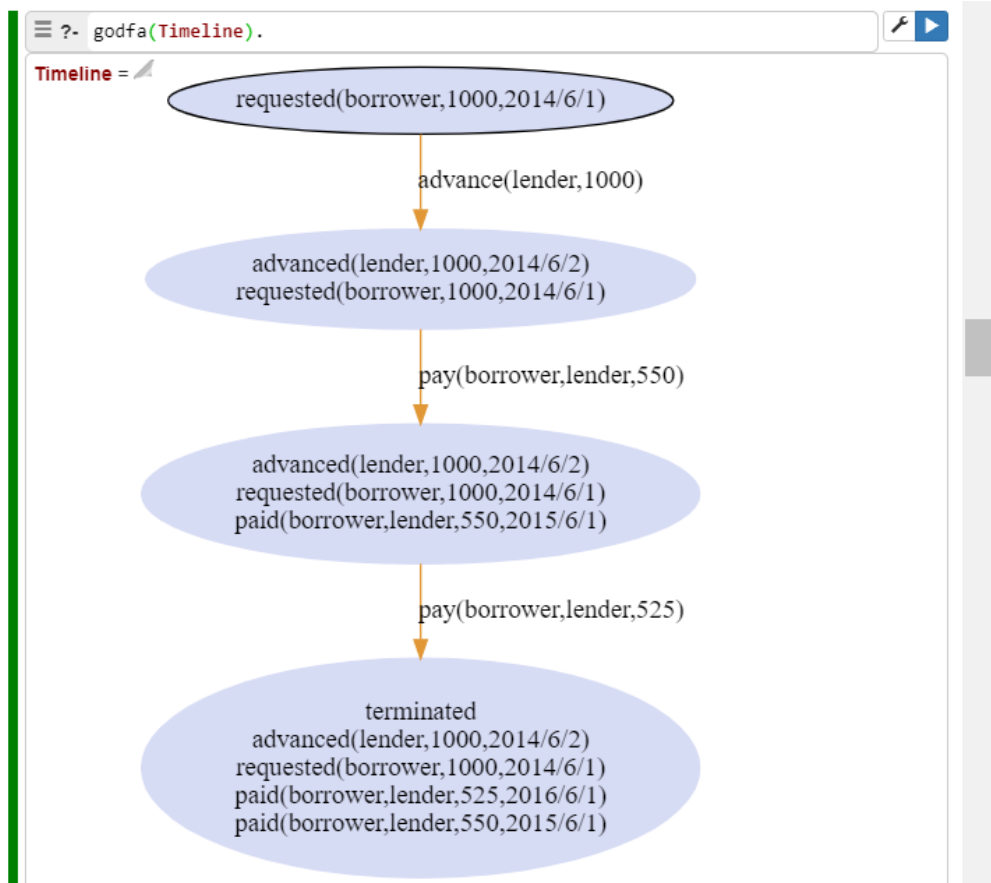 ?- godfa(Timeline).
Timeline =
requested(borrower,1000,2014/6/1)
advance(lender,1000)
advanced(lender,1000,2014/6/2)
requested(borrower,1000,2014/6/1)
pay(borrower,lender,550)
advanced(lender,1000,2014/6/2)
requested(borrower,1000,2014/6/1)
paid(borrower,lender,550,2015/6/1)
pay(borrower,lender,525)
terminated
advanced(lender,1000,2014/6/2)
requested(borrower,1000,2014/6/1)
paid(borrower,lender,525,2016/6/1)
paid(borrower,lender,550,2015/6/1)